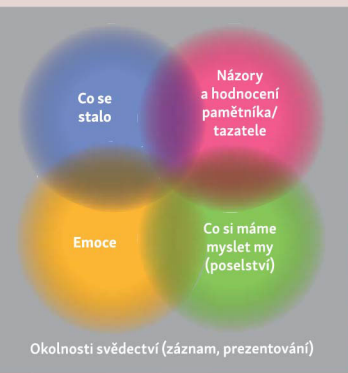 Co se
stalo
Názory
a hodnocení
pamětníka/
tazatele
Emoce
Co si máme
myslet my
(poselství)
Okolnosti svědectví (záznam, prezentování)